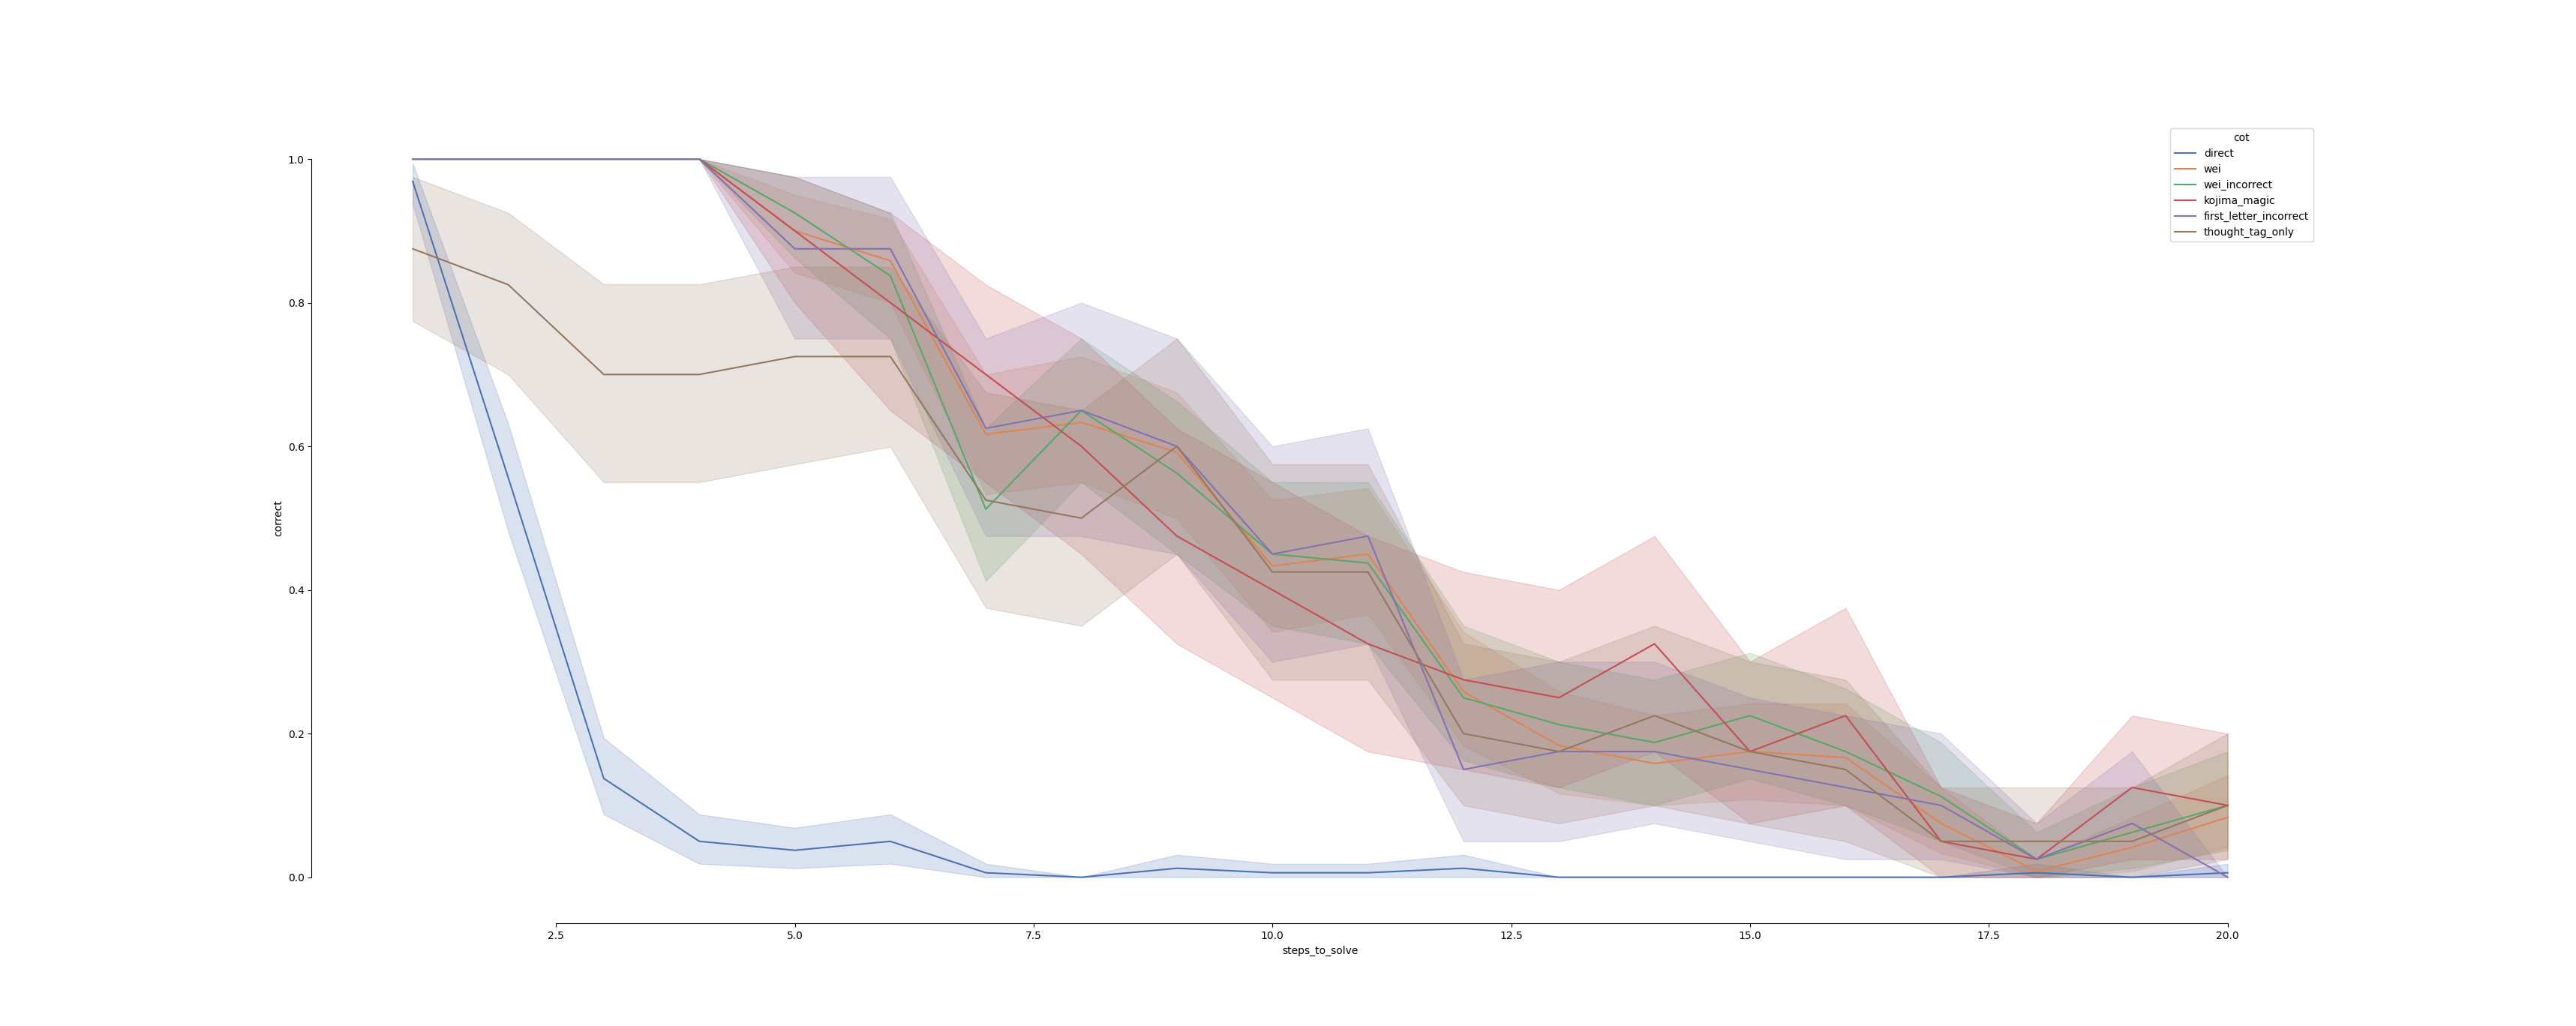 cot
direct
wei
wei_incorrect
kojima_magic
first_letter_incorrect
thought_tag_only
1.0
0.8
0.6
0.4
0.2
0.0
correct
2.5 5.0 7.5 10.0 12.5 15.0 17.5 20.0
steps_to_solve